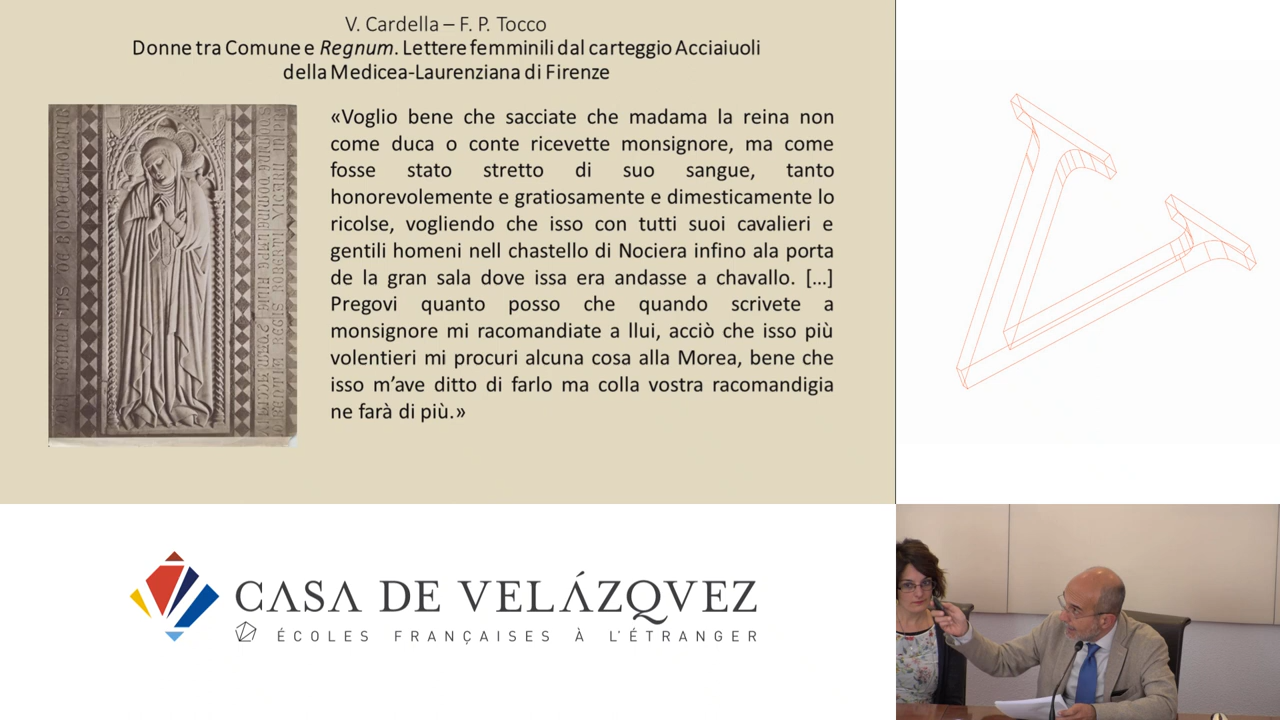 V. Cardella – F. P. Tocco
Donne tra Comune e Regnum. Lettere femminili dal carteggio Acciaiuoli
della Medicea-Laurenziana di Firenze
«Voglio bene che sacciate che madama la reina non
come duca o conte ricevette monsignore, ma come
fosse stato stretto di suo sangue, tanto
honorevolemente e gratiosamente e dimesticamente lo
ricolse, vogliendo che isso con tutti suoi cavalieri e
gentili homeni nell chastello di Nociera infino ala porta
de la gran sala dove issa era andasse a chavallo. […]
Pregovi quanto posso che quando scrivete a
monsignore mi racomandiate a llui, acciò che isso più
volentieri mi procuri alcuna cosa alla Morea, bene che
isso m’ave ditto di farlo ma colla vostra racomandigia
ne farà di più.»
CASA DE VELÁZQVEZ
ÉCOLES FRANÇAISES À L'ÉTRANGER